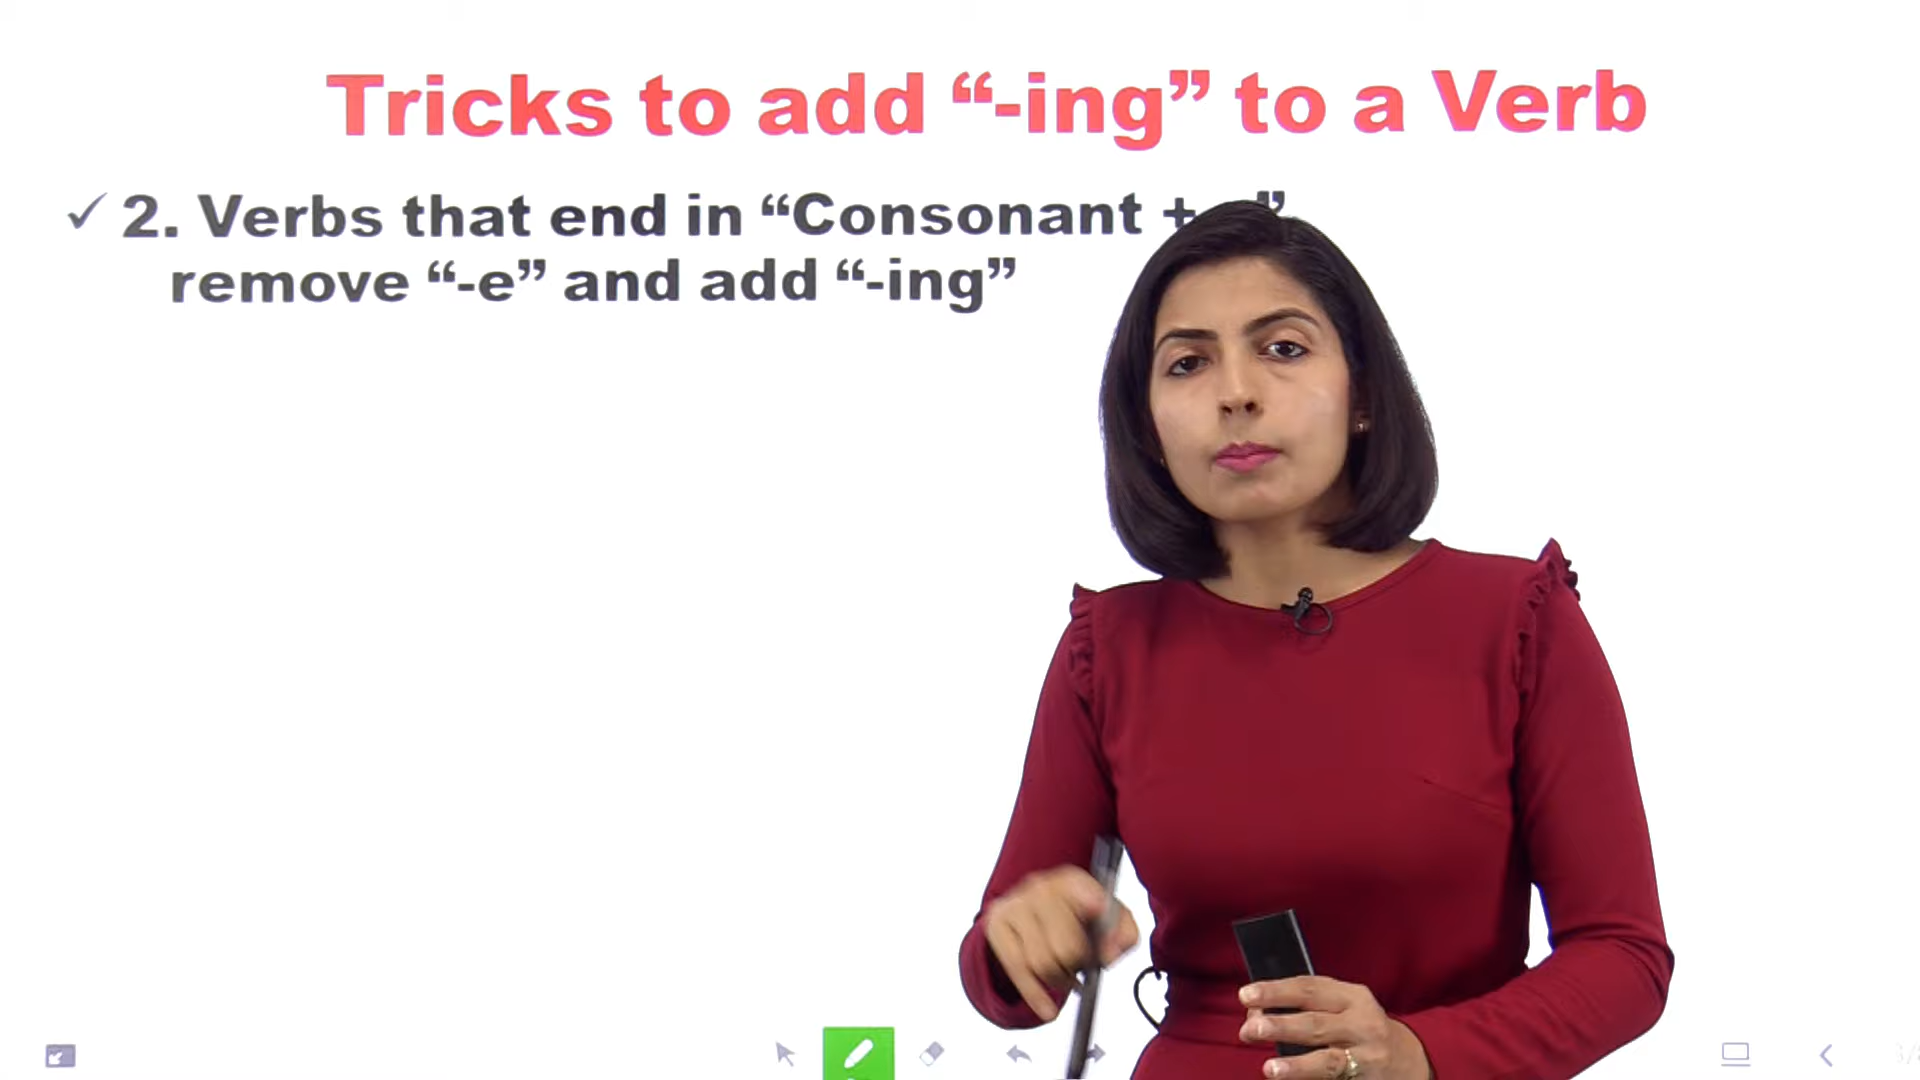 Tricks to add “-ing” to a Verb
✓ 2. Verbs that end in “Consonant + ”
remove “-e” and add “-ing”